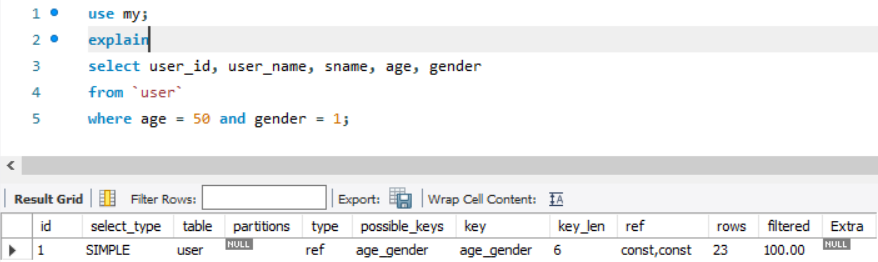 1 use my;
2 explain
3 select user_id, user_name, sname, age, gender
4 from `user`
5 where age = 50 and gender = 1;
Result Grid Filter Rows: Export: Wrap Cell Content: IA
id select_type table partitions type possible_keys key key_len ref rows filtered Extra
1 SIMPLE user NULL ref age_gender age_gender 6 const,const 23 100.00 NULL